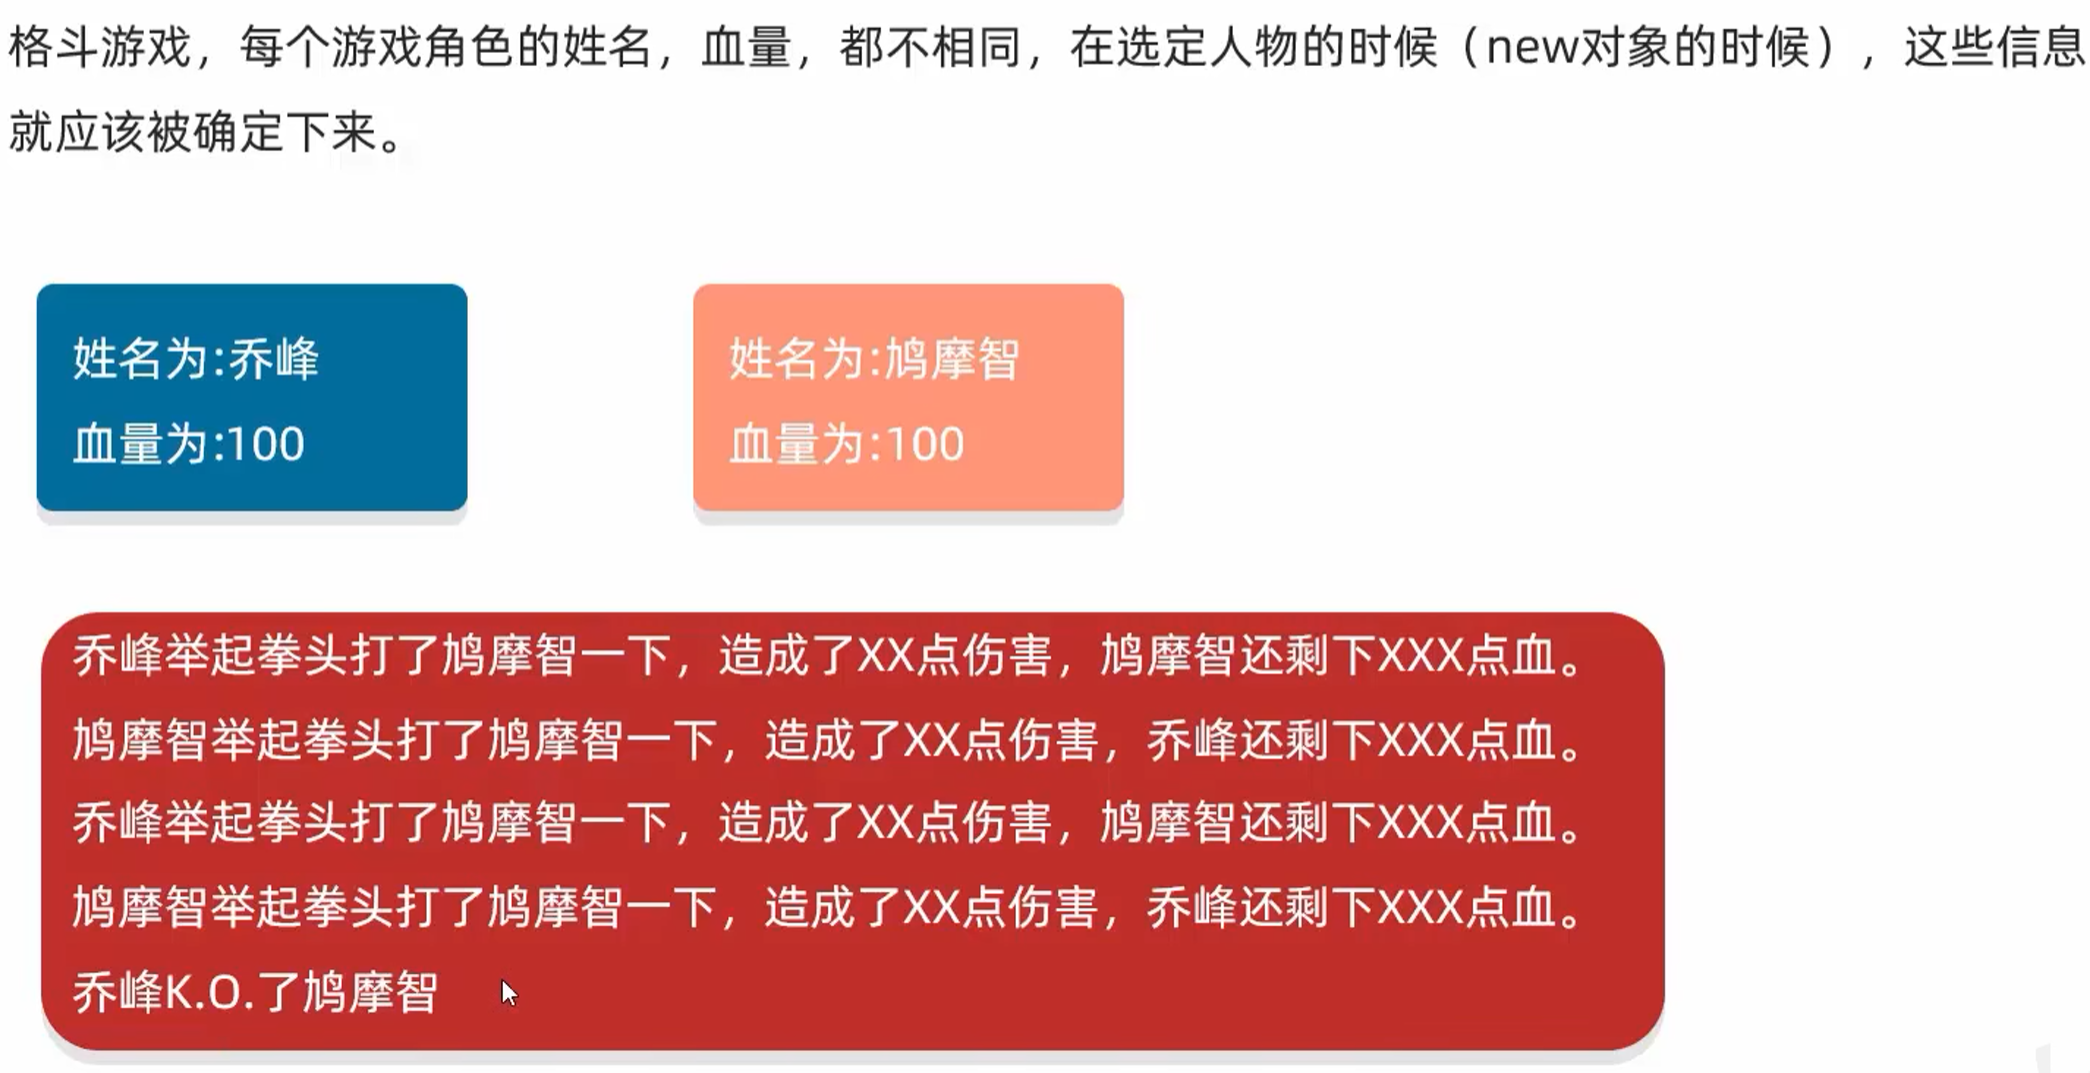 格斗游戏，每个游戏角色的姓名，血量，都不相同，在选定人物的时候（new对象的时候），这些信息
就应该被确定下来。
姓名为:乔峰
血量为:100
姓名为:鸠摩智
血量为:100
乔峰举起拳头打了鸠摩智一下，造成了XX点伤害，鸠摩智还剩下XXX点血。
鸠摩智举起拳头打了鸠摩智一下，造成了XX点伤害，乔峰还剩下XXX点血。
乔峰举起拳头打了鸠摩智一下，造成了XX点伤害，鸠摩智还剩下XXX点血。
鸠摩智举起拳头打了鸠摩智一下，造成了XX点伤害，乔峰还剩下XXX点血。
乔峰K.O.了鸠摩智